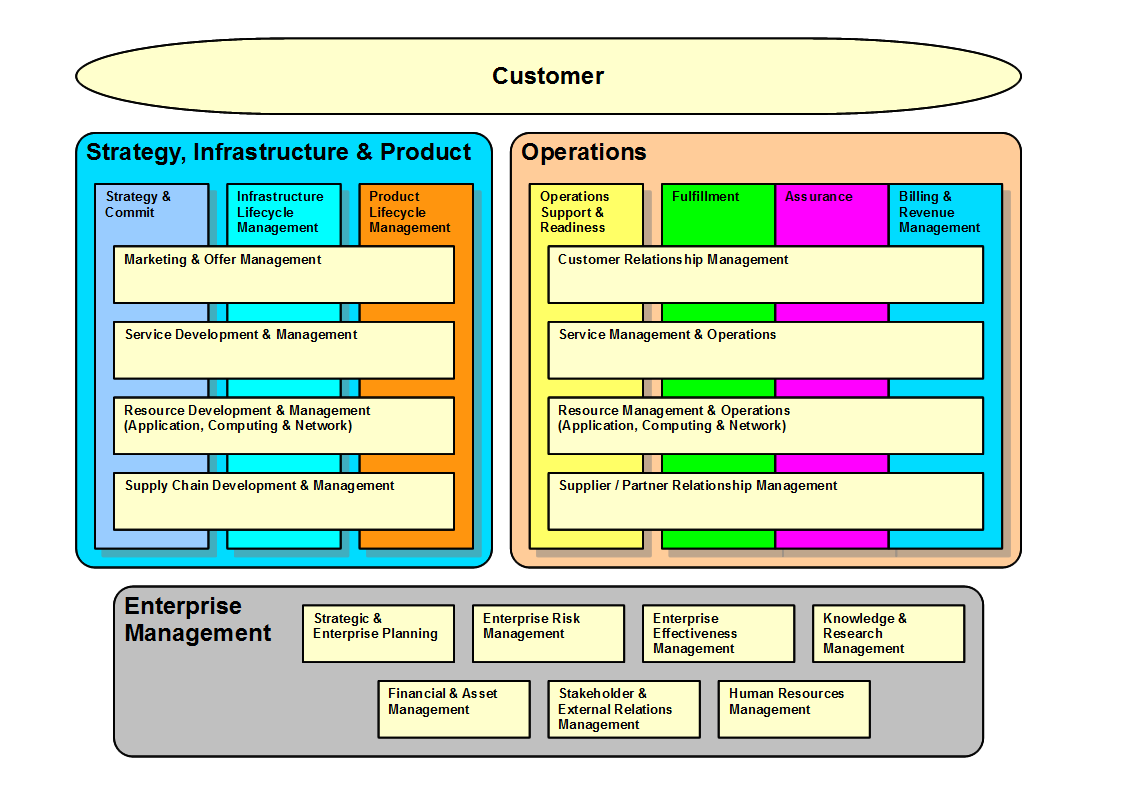 Customer
Strategy, Infrastructure & Product
Strategy &
Commit
Infrastructure
Lifecycle
Management
Product
Lifecycle
Management
Marketing & Offer Management
Service Development & Management
Resource Development & Management
(Application, Computing & Network)
Supply Chain Development & Management
Operations
Operations
Support &
Readiness
Fulfillment
Assurance
Billing &
Revenue
Management
Customer Relationship Management
Service Management & Operations
Resource Management & Operations
(Application, Computing & Network)
Supplier / Partner Relationship Management
Enterprise
Management
Strategic &
Enterprise Planning
Enterprise Risk
Management
Enterprise
Effectiveness
Management
Knowledge &
Research
Management
Financial & Asset
Management
Stakeholder &
External Relations
Management
Human Resources
Management